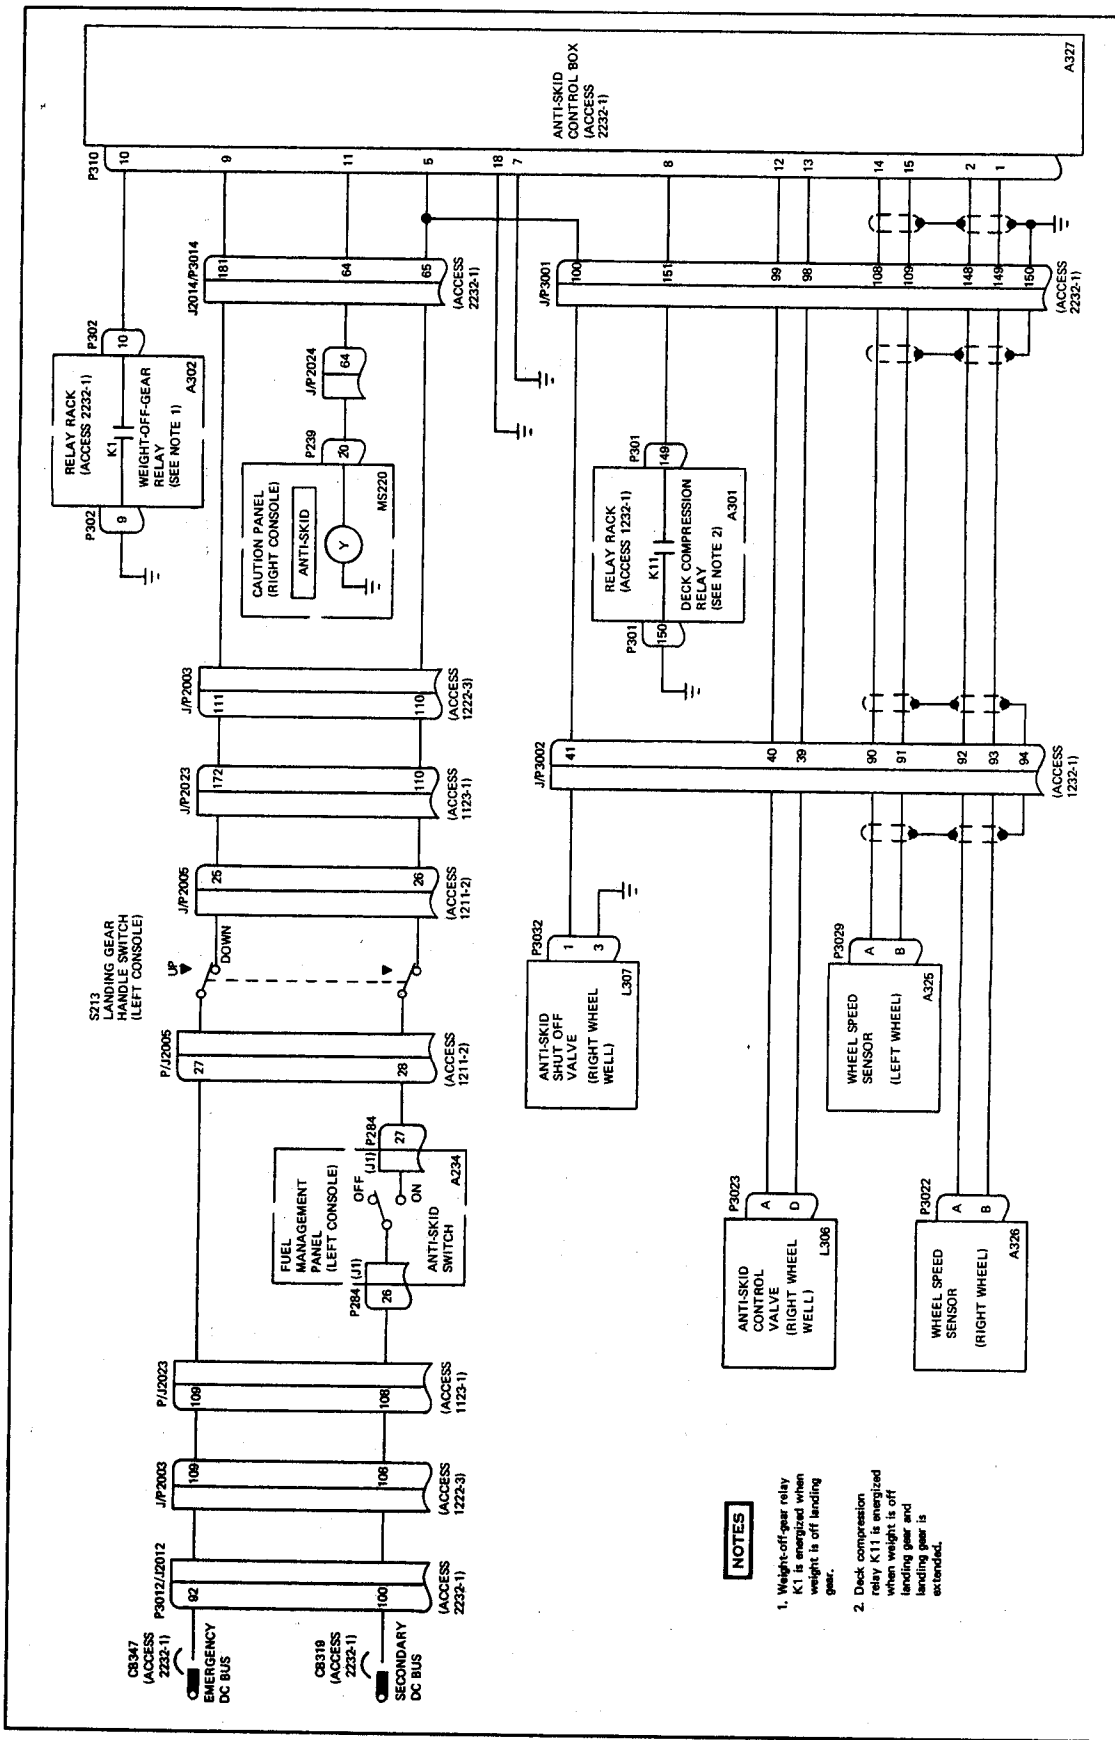 CB347
(ACCESS
2232-1)
EMERGENCY
DC BUS
CB319
(ACCESS
2232-1)
SECONDARY
DC BUS
P3012/J2012
92
100
(ACCESS
2232-1)
J/P2003
109
108
(ACCESS
1222-3)
P/J2023
109
108
(ACCESS
1123-1)
FUEL
MANAGEMENT
PANEL
(LEFT CONSOLE)
P284 (J1)
26
OFF
ON
ANTI-SKID
SWITCH
(J1) P284
27
A234
P/J2005
27
28
(ACCESS
1211-2)
S213
LANDING GEAR
HANDLE SWITCH
(LEFT CONSOLE)
UP
DOWN
J/P2005
25
26
(ACCESS
1211-2)
J/P2023
172
110
(ACCESS
1123-1)
J/P2003
111
110
(ACCESS
1222-3)
P302
9
RELAY RACK
(ACCESS 2232-1)
K1
WEIGHT-OFF-GEAR
RELAY
(SEE NOTE 1)
A302
P302
10
CAUTION PANEL
(RIGHT CONSOLE)
ANTI-SKID
Y
MS220
P239
20
J/P2024
64
J2014/P3014
181
64
65
(ACCESS
2232-1)
P310
10
9
11
5
18
7
8
12
13
14
15
2
1
ANTI-SKID
CONTROL BOX
(ACCESS
2232-1)
A327
ANTI-SKID
SHUT OFF
VALVE
(RIGHT WHEEL
WELL)
L307
P3032
1
3
ANTI-SKID
CONTROL
VALVE
(RIGHT WHEEL
WELL)
L306
P3023
A
D
WHEEL SPEED
SENSOR
(LEFT WHEEL)
A325
P3029
A
B
WHEEL SPEED
SENSOR
(RIGHT WHEEL)
A326
P3022
A
B
J/P3002
41
40
39
90
91
92
93
94
(ACCESS
1232-1)
P301
150
RELAY RACK
(ACCESS 1232-1)
K11
DECK COMPRESSION
RELAY
(SEE NOTE 2)
A301
P301
149
J/P3001
100
151
99
98
108
109
148
149
150
(ACCESS
2232-1)
NOTES
1. Weight-off-gear relay
K1 is energized when
weight is off landing
gear.
2. Deck compression
relay K11 is energized
when weight is off
landing gear and
landing gear is
extended.